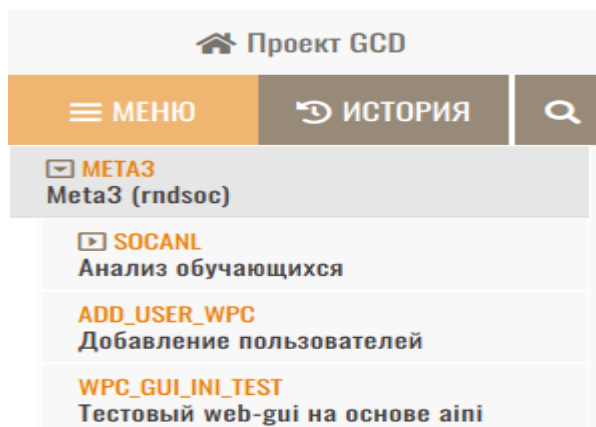 Проект GCD
МЕНЮ ИСТОРИЯ
META3
Meta3 (rndsoc)
SOCANL
Анализ обучающихся
ADD_USER_WPC
Добавление пользователей
WPC_GUI_INI_TEST
Тестовый web-gui на основе aini